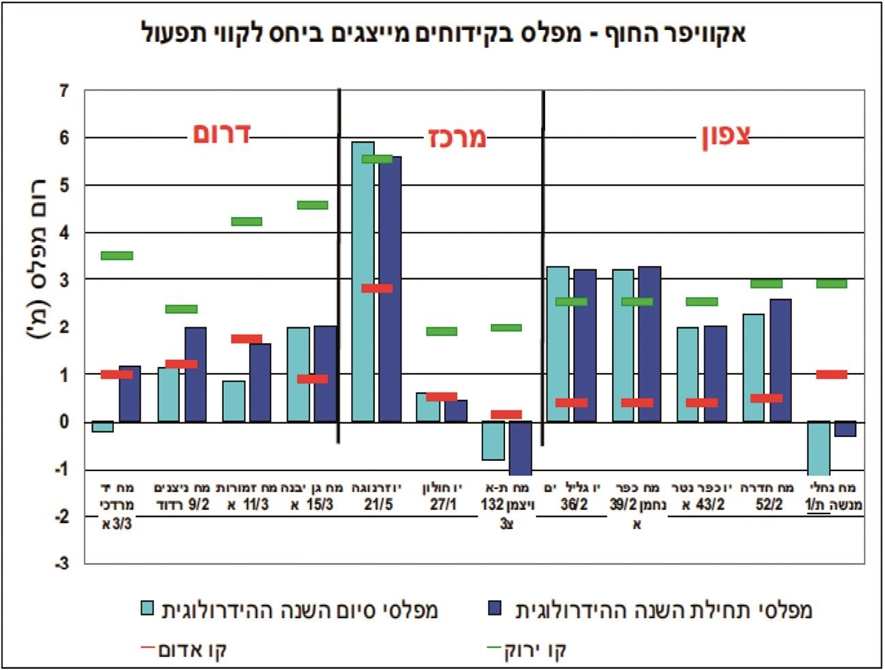 אקוויפר החוף - מפלס בקידוחים מייצגים ביחס לקווי תפעול
רום מפלס (מ')
7
6
5
4
3
2
1
0
-1
-2
-3
דרום
מרכז
צפון
מח יד
מרדכי
3/3 א
מח ניצנים
9/2 רדוד
מח זמורות
11/3 א
מח גן יבנה
15/3 א
יו זרנוגה
21/5
יו חולון
27/1
מח ת-א
ויצמן 132
צ3
יו גליל ים
36/2
מח כפר
נחמן 39/2
א
יו כפר נטר
43/2 א
מח חדרה
52/2
מח נחלי
מנשה ת/1
מפלסי סיום השנה ההידרולוגית
מפלסי תחילת השנה ההידרולוגית
קו אדום
קו ירוק